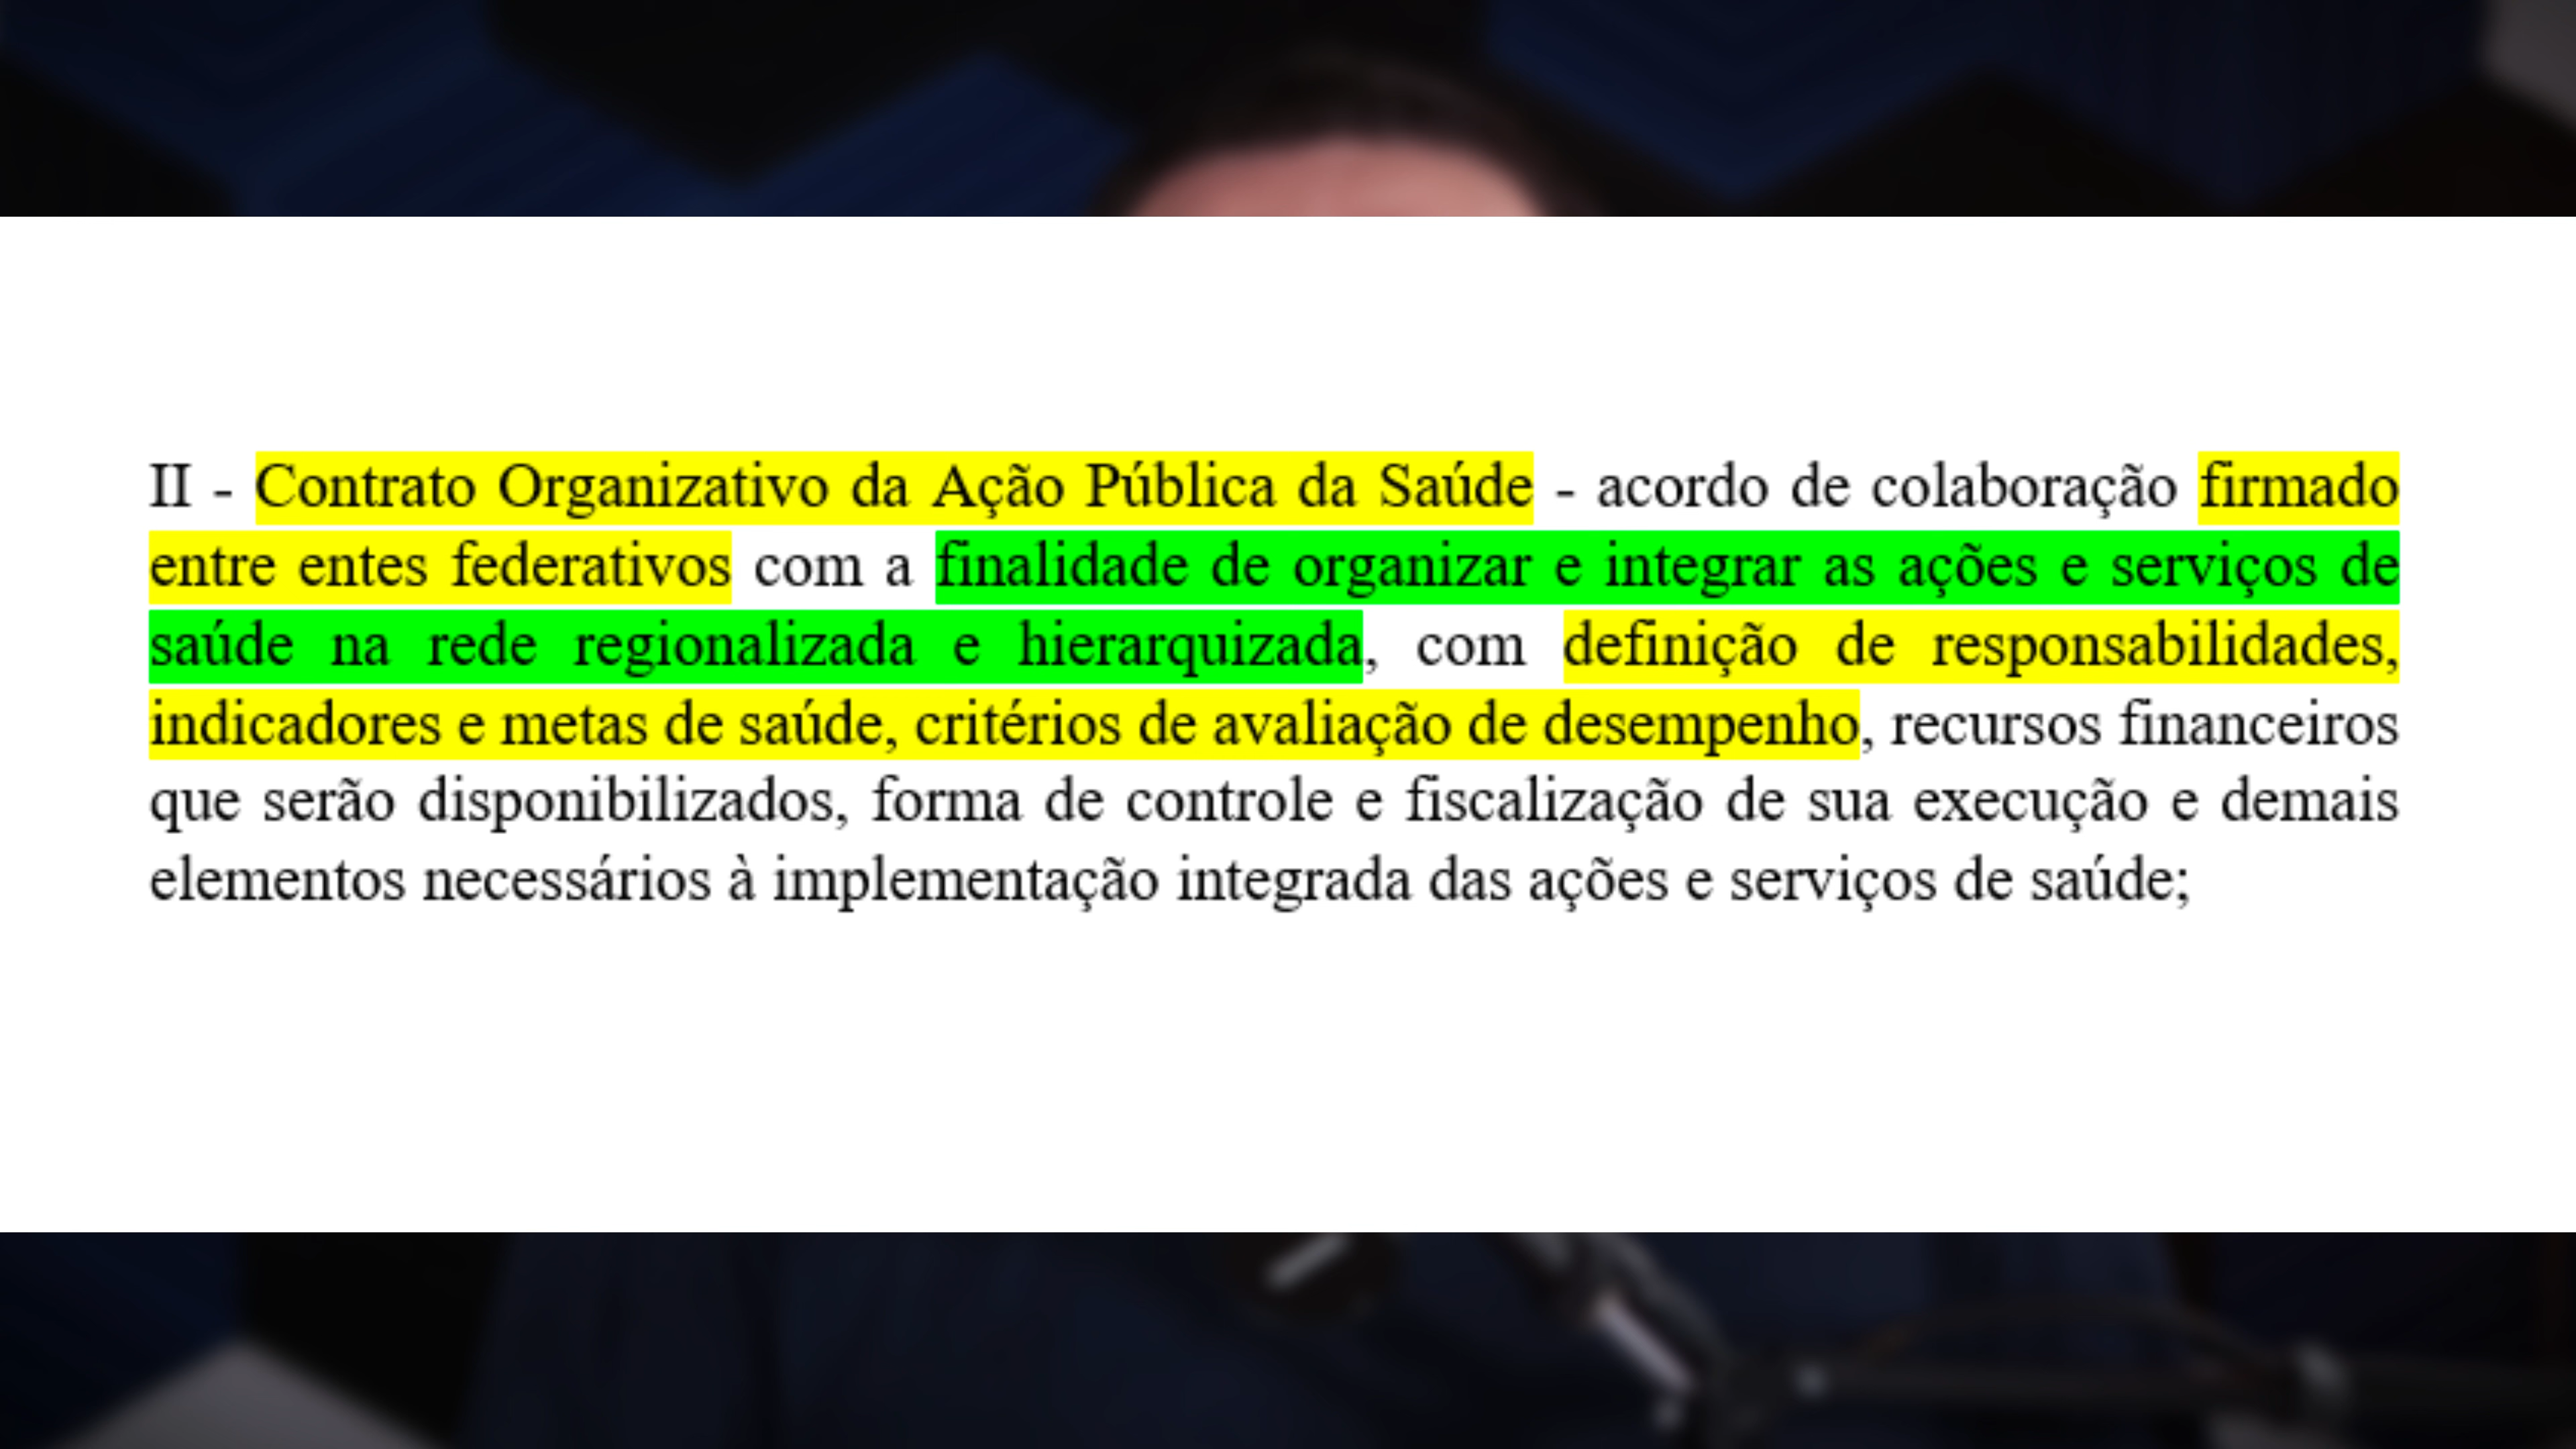 II - Contrato Organizativo da Ação Pública da Saúde - acordo de colaboração firmado
entre entes federativos com a finalidade de organizar e integrar as ações e serviços de
saúde na rede regionalizada e hierarquizada, com definição de responsabilidades,
indicadores e metas de saúde, critérios de avaliação de desempenho, recursos financeiros
que serão disponibilizados, forma de controle e fiscalização de sua execução e demais
elementos necessários à implementação integrada das ações e serviços de saúde;